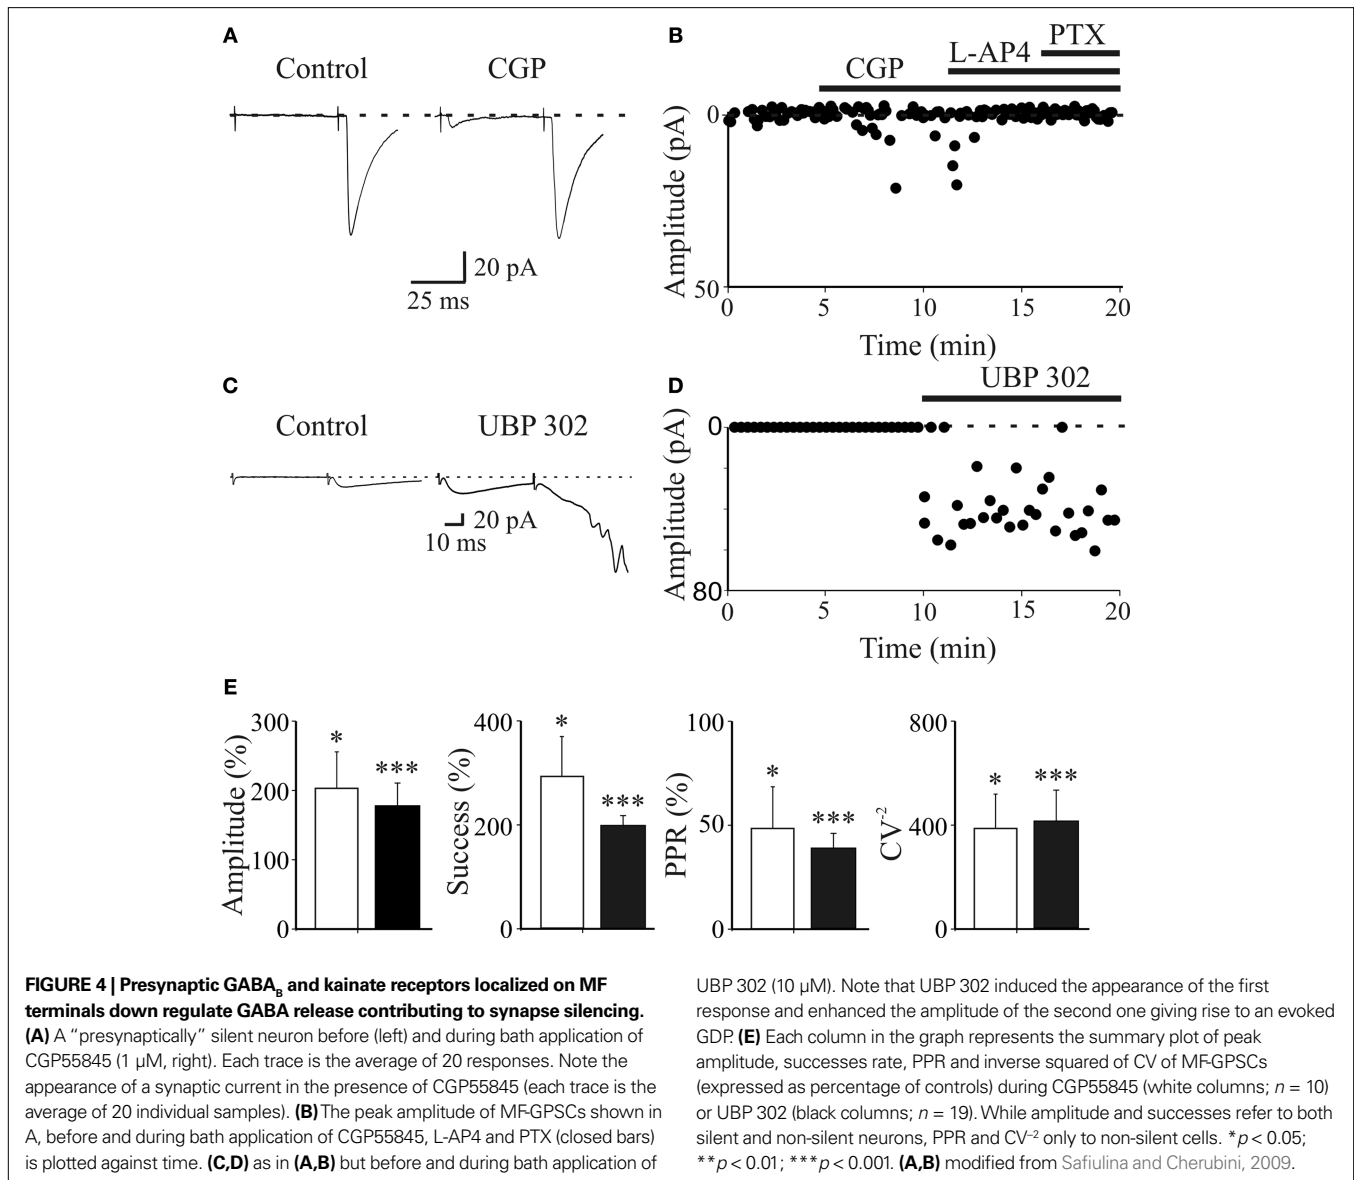 A
Control
CGP
20 pA
25 ms
B
PTX
L-AP4
CGP
Amplitude (pA)
0
50
0
5
10
15
20
Time (min)
C
Control
UBP 302
20 pA
10 ms
D
UBP 302
Amplitude (pA)
0
80
0
5
10
15
20
Time (min)
E
Amplitude (%)
300
200
100
0
*
***
Success (%)
400
200
0
*
***
PPR (%)
100
50
0
*
***
CV⁻²
800
400
0
*
***
FIGURE 4 | Presynaptic GABA_B and kainate receptors localized on MF
terminals down regulate GABA release contributing to synapse silencing.
(A) A “presynaptically” silent neuron before (left) and during bath application of
CGP55845 (1 μM, right). Each trace is the average of 20 responses. Note the
appearance of a synaptic current in the presence of CGP55845 (each trace is the
average of 20 individual samples). (B) The peak amplitude of MF-GPSCs shown in
A, before and during bath application of CGP55845, L-AP4 and PTX (closed bars)
is plotted against time. (C,D) as in (A,B) but before and during bath application of
UBP 302 (10 μM). Note that UBP 302 induced the appearance of the first
response and enhanced the amplitude of the second one giving rise to an evoked
GDP. (E) Each column in the graph represents the summary plot of peak
amplitude, successes rate, PPR and inverse squared of CV of MF-GPSCs
(expressed as percentage of controls) during CGP55845 (white columns; n = 10)
or UBP 302 (black columns; n = 19). While amplitude and successes refer to both
silent and non-silent neurons, PPR and CV⁻² only to non-silent cells. *p < 0.05;
**p < 0.01; ***p < 0.001. (A,B) modified from Safiulina and Cherubini, 2009.